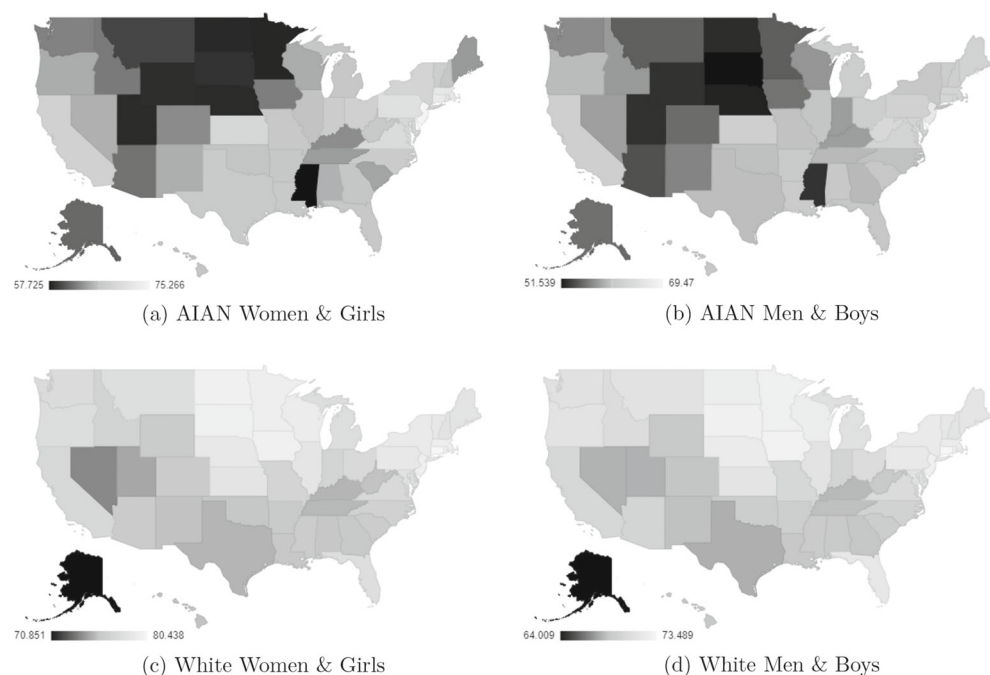 57.725 75.266
51.539 69.47
(a) AIAN Women & Girls
(b) AIAN Men & Boys
70.851 80.438
64.009 73.489
(c) White Women & Girls
(d) White Men & Boys